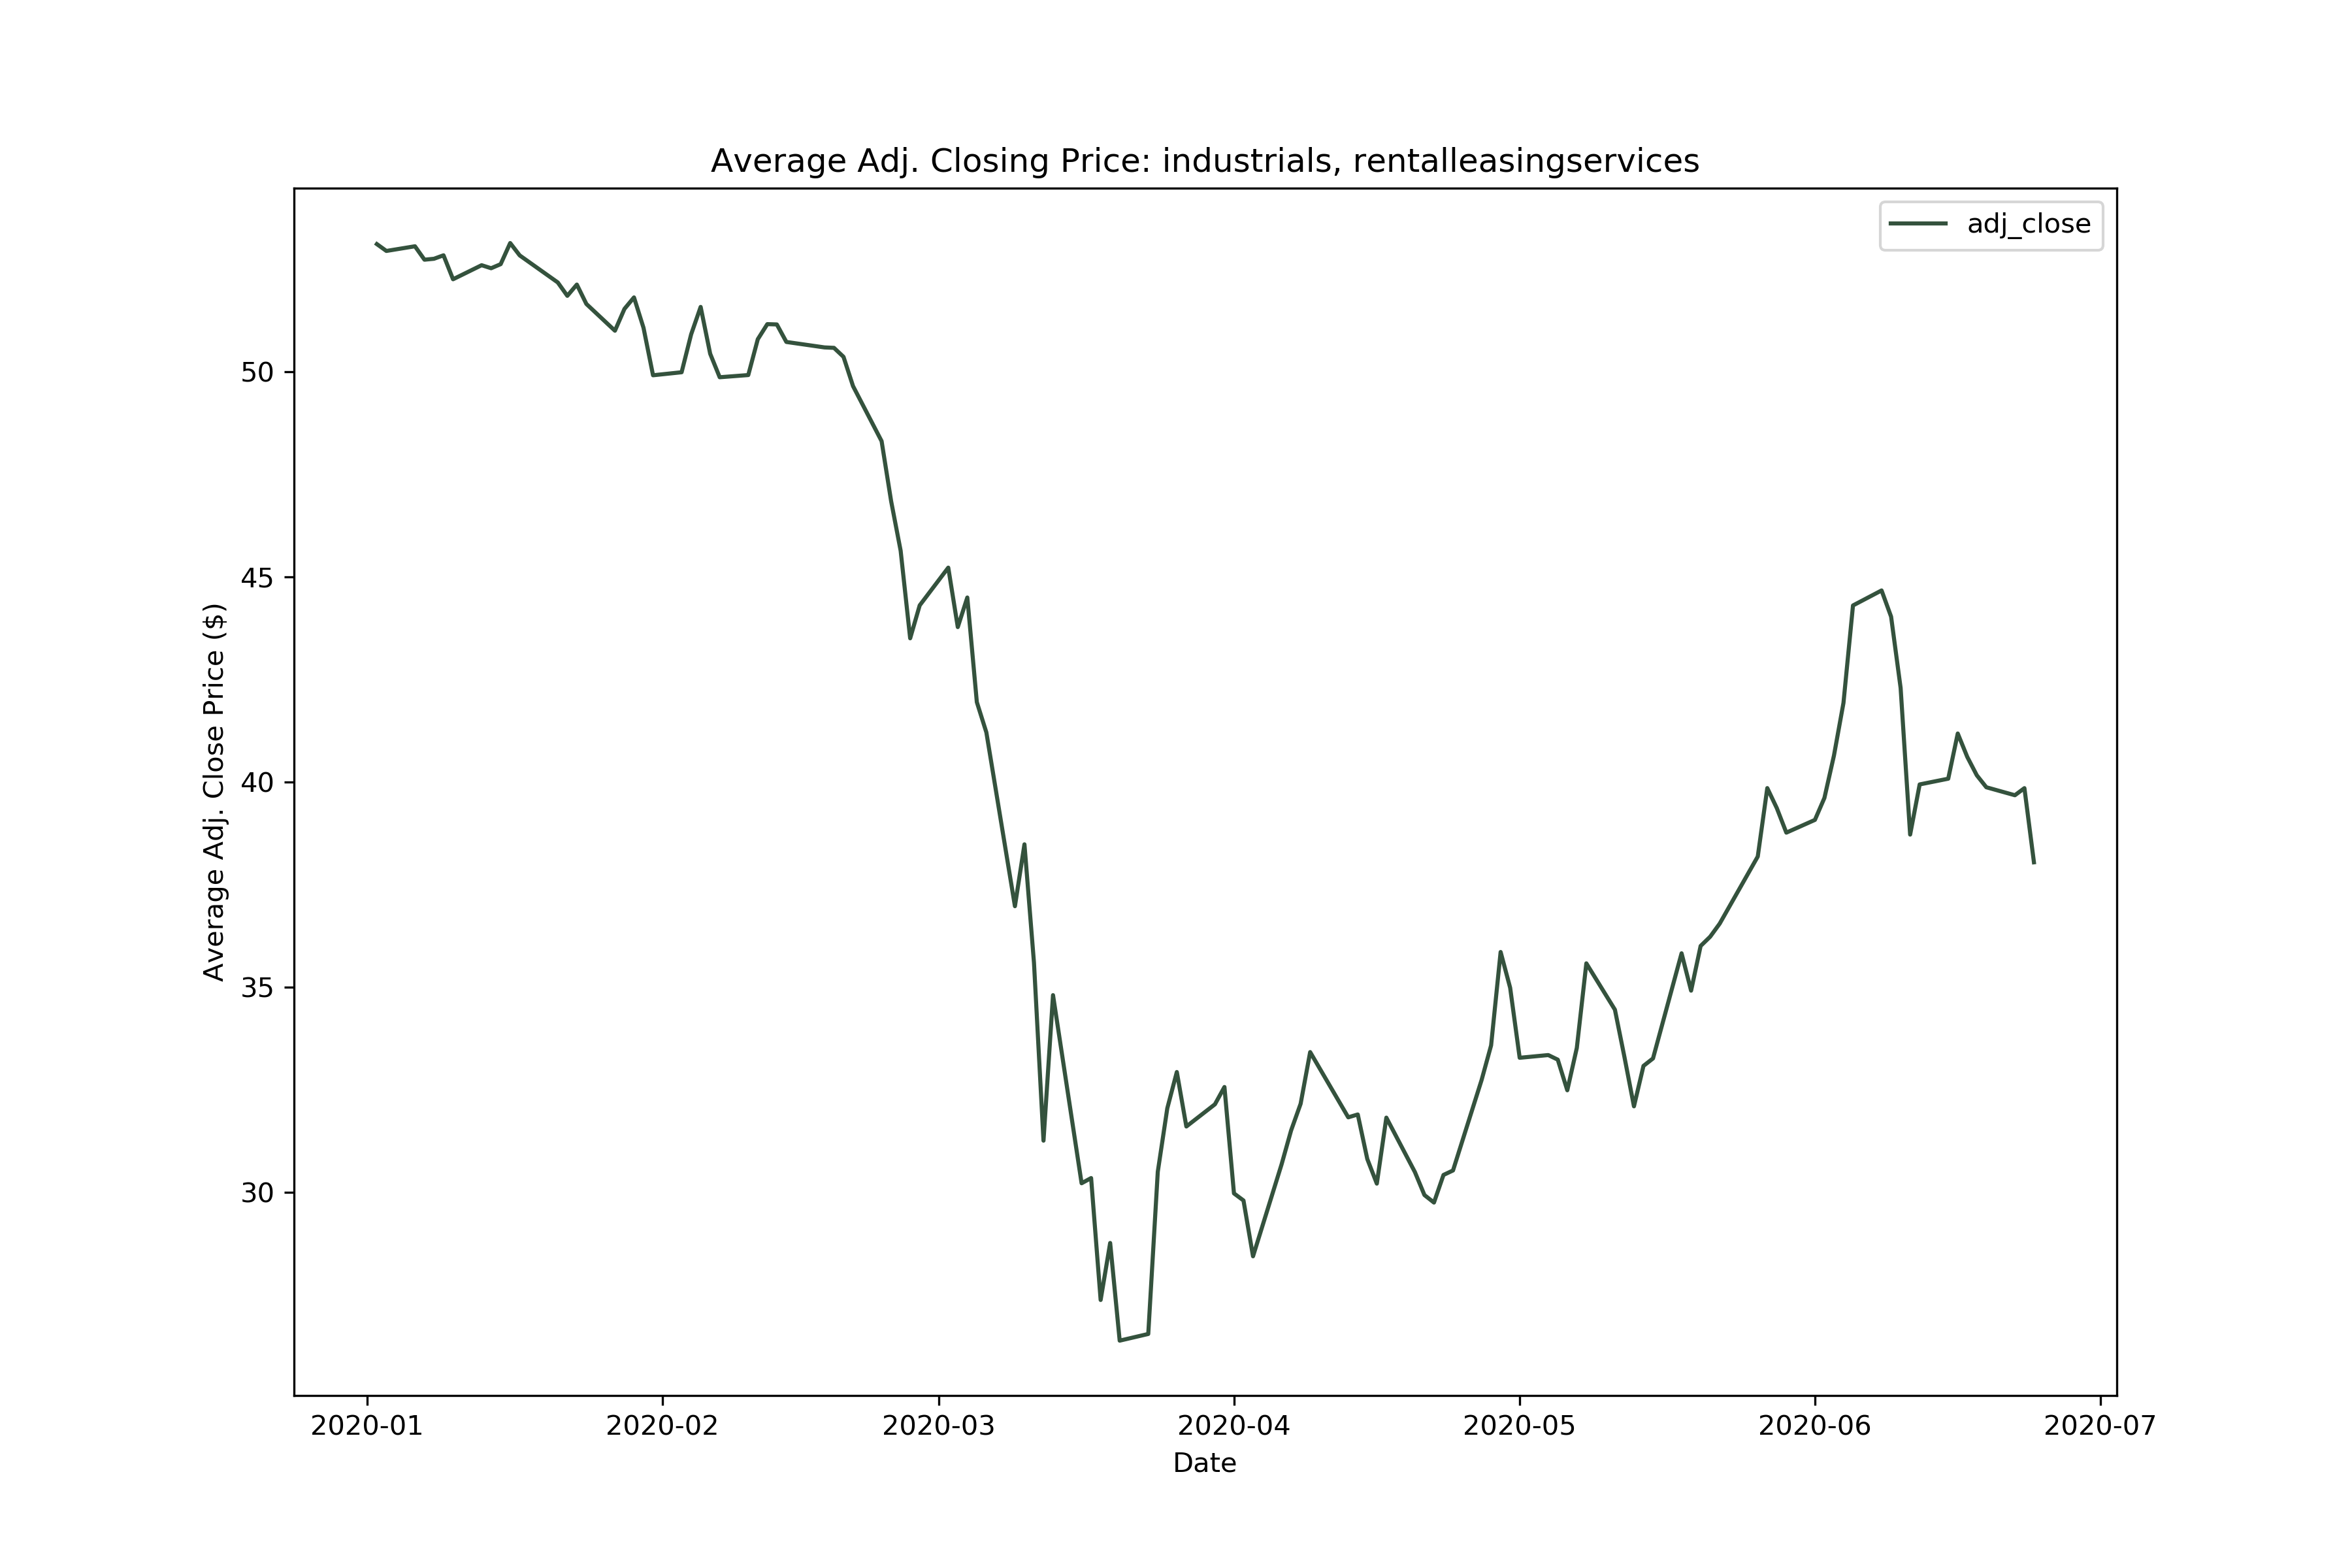 Average Adj. Closing Price: industrials, rentalleasingservices
adj_close
Average Adj. Close Price ($)
50
45
40
35
30
2020-01 2020-02 2020-03 2020-04 2020-05 2020-06 2020-07
Date